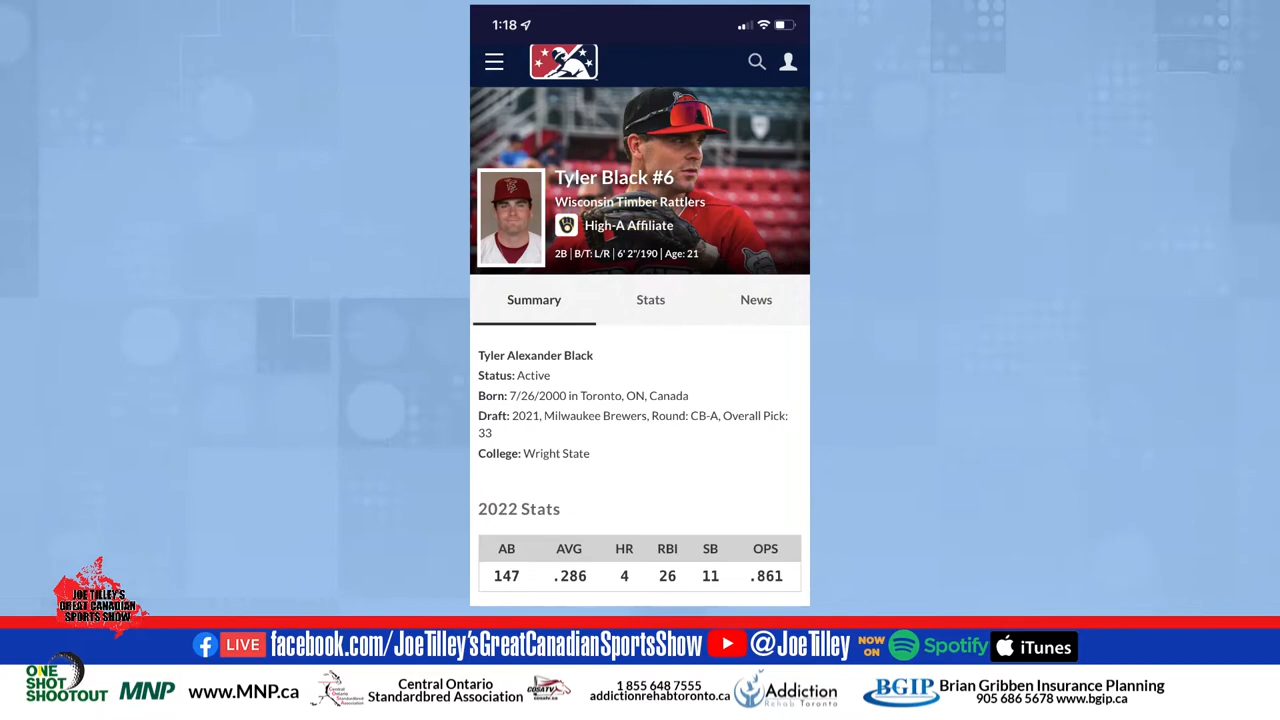 1:18
Tyler Black #6
Wisconsin Timber Rattlers
High-A Affiliate
2B | B/T: L/R | 6' 2"/190 | Age: 21
Summary Stats News
Tyler Alexander Black
Status: Active
Born: 7/26/2000 in Toronto, ON, Canada
Draft: 2021, Milwaukee Brewers, Round: CB-A, Overall Pick:
33
College: Wright State
2022 Stats
AB AVG HR RBI SB OPS
147 .286 4 26 11 .861
JOE TILLEY'S
GREAT CANADIAN
SPORTS SHOW
LIVE facebook.com/JoeTilley'sGreatCanadianSportsShow @JoeTilley NOW ON Spotify iTunes
ONE
SHOT
SHOOTOUT
MNP www.MNP.ca
Central Ontario
Standardbred Association
COSATV
cosatv.ca
1 855 648 7555
addictionrehabtoronto.ca
Addiction
Rehab Toronto
BGIP Brian Gribben Insurance Planning
905 686 5678 www.bgip.ca